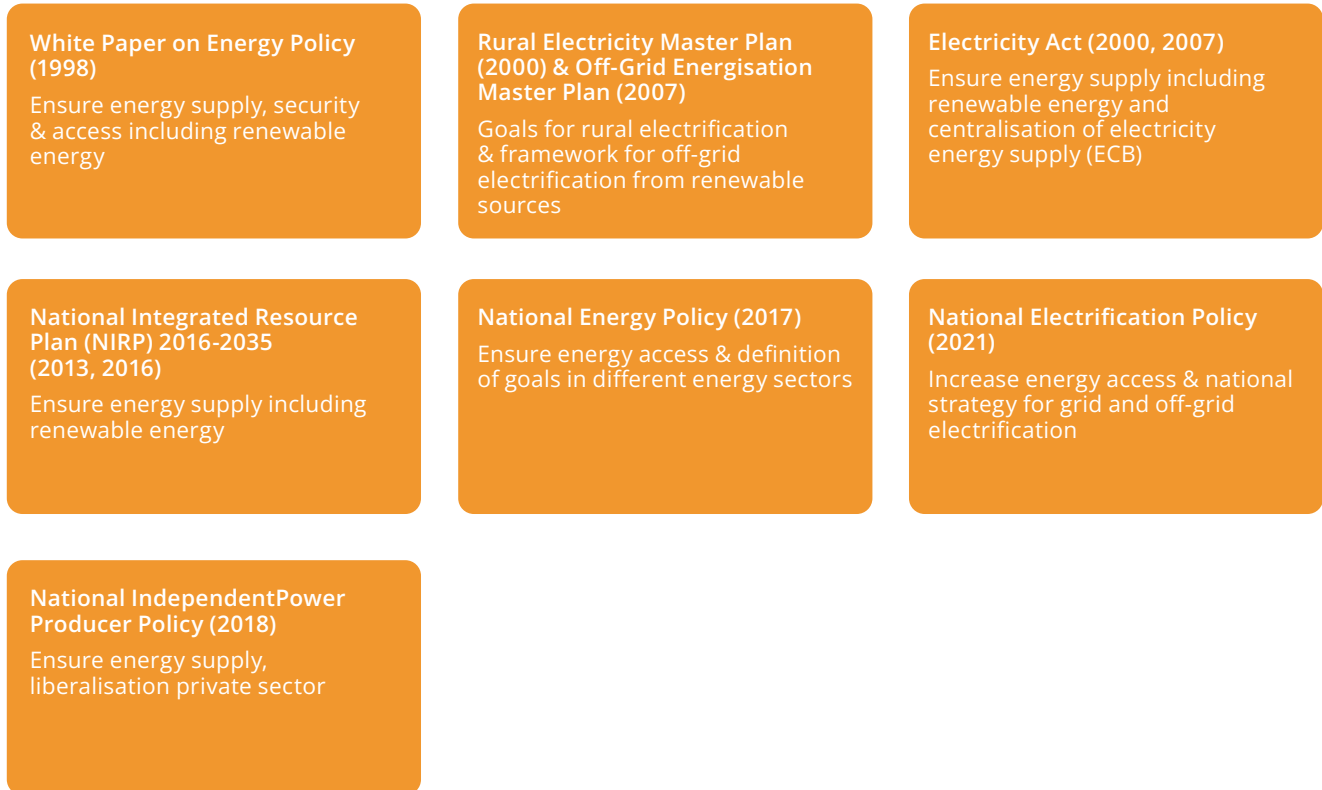 White Paper on Energy Policy
(1998)
Ensure energy supply, security
& access including renewable
energy
Rural Electricity Master Plan
(2000) & Off-Grid Energisation
Master Plan (2007)
Goals for rural electrification
& framework for off-grid
electrification from renewable
sources
Electricity Act (2000, 2007)
Ensure energy supply including
renewable energy and
centralisation of electricity
energy supply (ECB)
National Integrated Resource
Plan (NIRP) 2016-2035
(2013, 2016)
Ensure energy supply including
renewable energy
National Energy Policy (2017)
Ensure energy access & definition
of goals in different energy sectors
National Electrification Policy
(2021)
Increase energy access & national
strategy for grid and off-grid
electrification
National IndependentPower
Producer Policy (2018)
Ensure energy supply,
liberalisation private sector